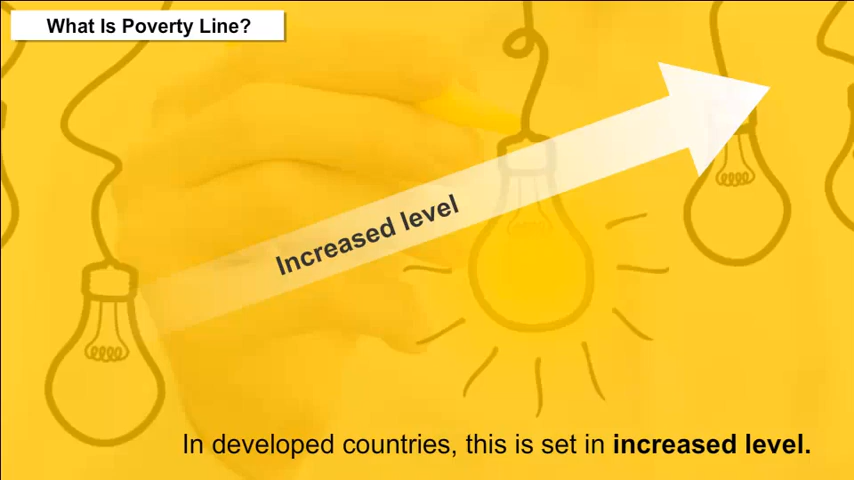 What Is Poverty Line?
Increased level
In developed countries, this is set in increased level.